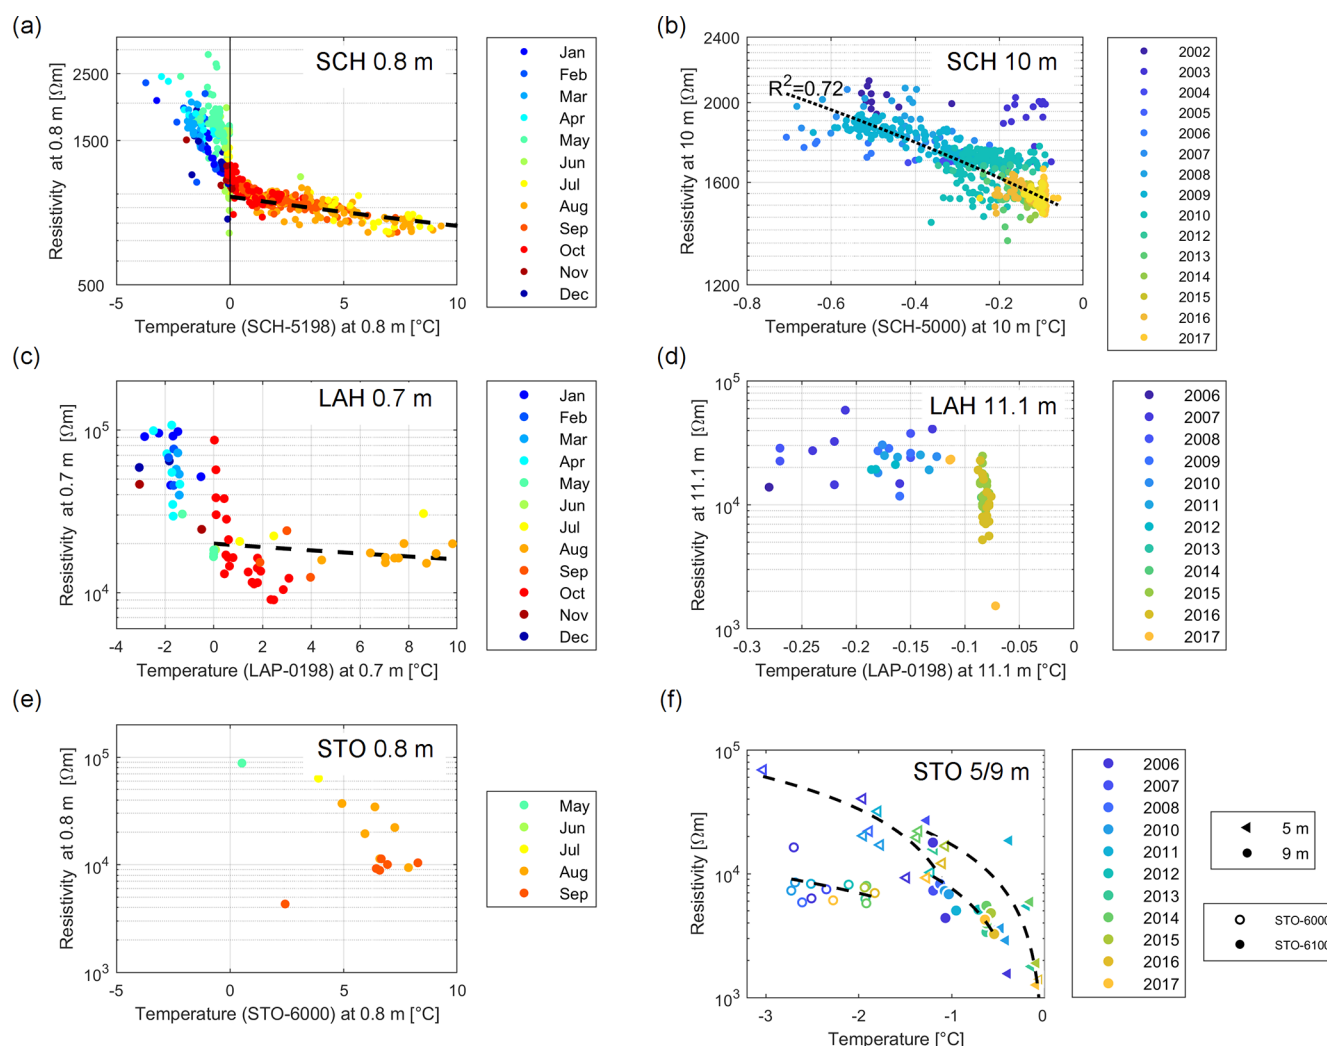 (a)
SCH 0.8 m
Resistivity at 0.8 m [Ωm]
2500
1500
500
-5
0
5
10
Temperature (SCH-5198) at 0.8 m [°C]
Jan
Feb
Mar
Apr
May
Jun
Jul
Aug
Sep
Oct
Nov
Dec
(b)
SCH 10 m
R²=0.72
Resistivity at 10 m [Ωm]
2400
2000
1600
1200
-0.8
-0.6
-0.4
-0.2
0
Temperature (SCH-5000) at 10 m [°C]
2002
2003
2004
2005
2006
2007
2008
2009
2010
2012
2013
2014
2015
2016
2017
(c)
LAH 0.7 m
Resistivity at 0.7 m [Ωm]
10⁵
10⁴
-4
-2
0
2
4
6
8
10
Temperature (LAP-0198) at 0.7 m [°C]
Jan
Feb
Mar
Apr
May
Jun
Jul
Aug
Sep
Oct
Nov
Dec
(d)
LAH 11.1 m
Resistivity at 11.1 m [Ωm]
10⁵
10⁴
10³
-0.3
-0.25
-0.2
-0.15
-0.1
-0.05
0
Temperature (LAP-0198) at 11.1 m [°C]
2006
2007
2008
2009
2010
2011
2012
2013
2014
2015
2016
2017
(e)
STO 0.8 m
Resistivity at 0.8 m [Ωm]
10⁵
10⁴
10³
-5
0
5
10
Temperature (STO-6000) at 0.8 m [°C]
May
Jun
Jul
Aug
Sep
(f)
STO 5/9 m
Resistivity [Ωm]
10⁵
10⁴
10³
-3
-2
-1
0
Temperature [°C]
2006
2007
2008
2010
2011
2012
2013
2014
2015
2016
2017
5 m
9 m
STO-6000
STO-6100